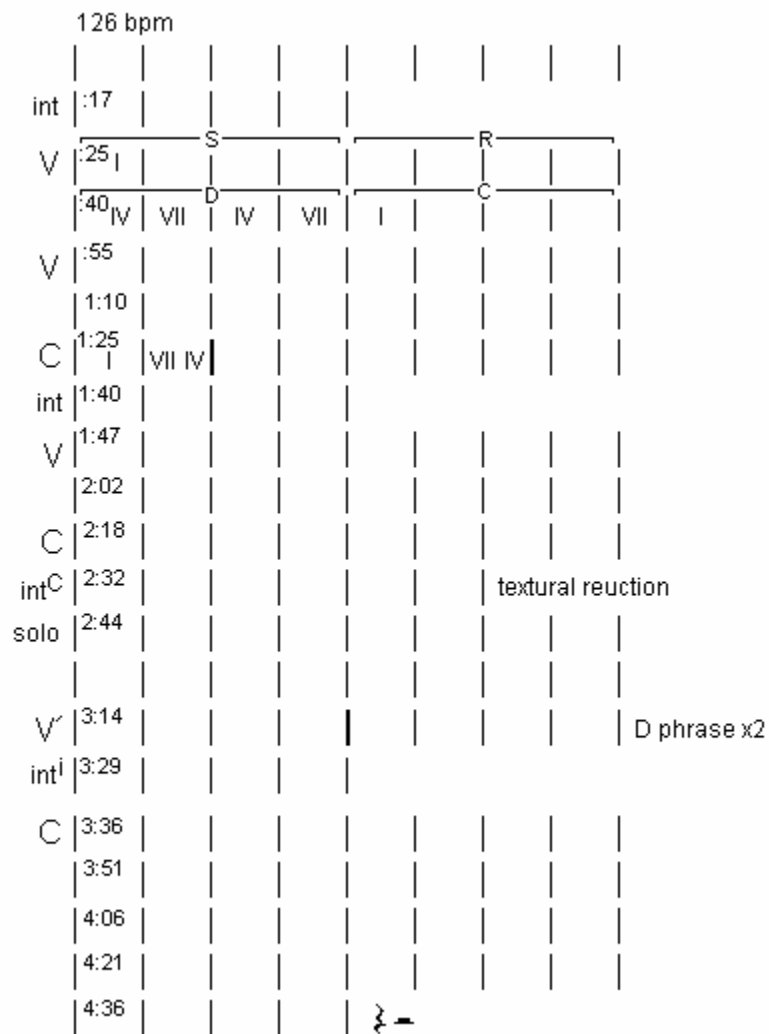 126 bpm
int :17
S R
V :25 I
D C
:40 IV VII IV VII I
V :55
1:10
C 1:25 I VII IV
int 1:40
V 1:47
2:02
C 2:18
intC 2:32 textural reuction
solo 2:44
V´ 3:14 D phrase x2
inti 3:29
C 3:36
3:51
4:06
4:21
4:36